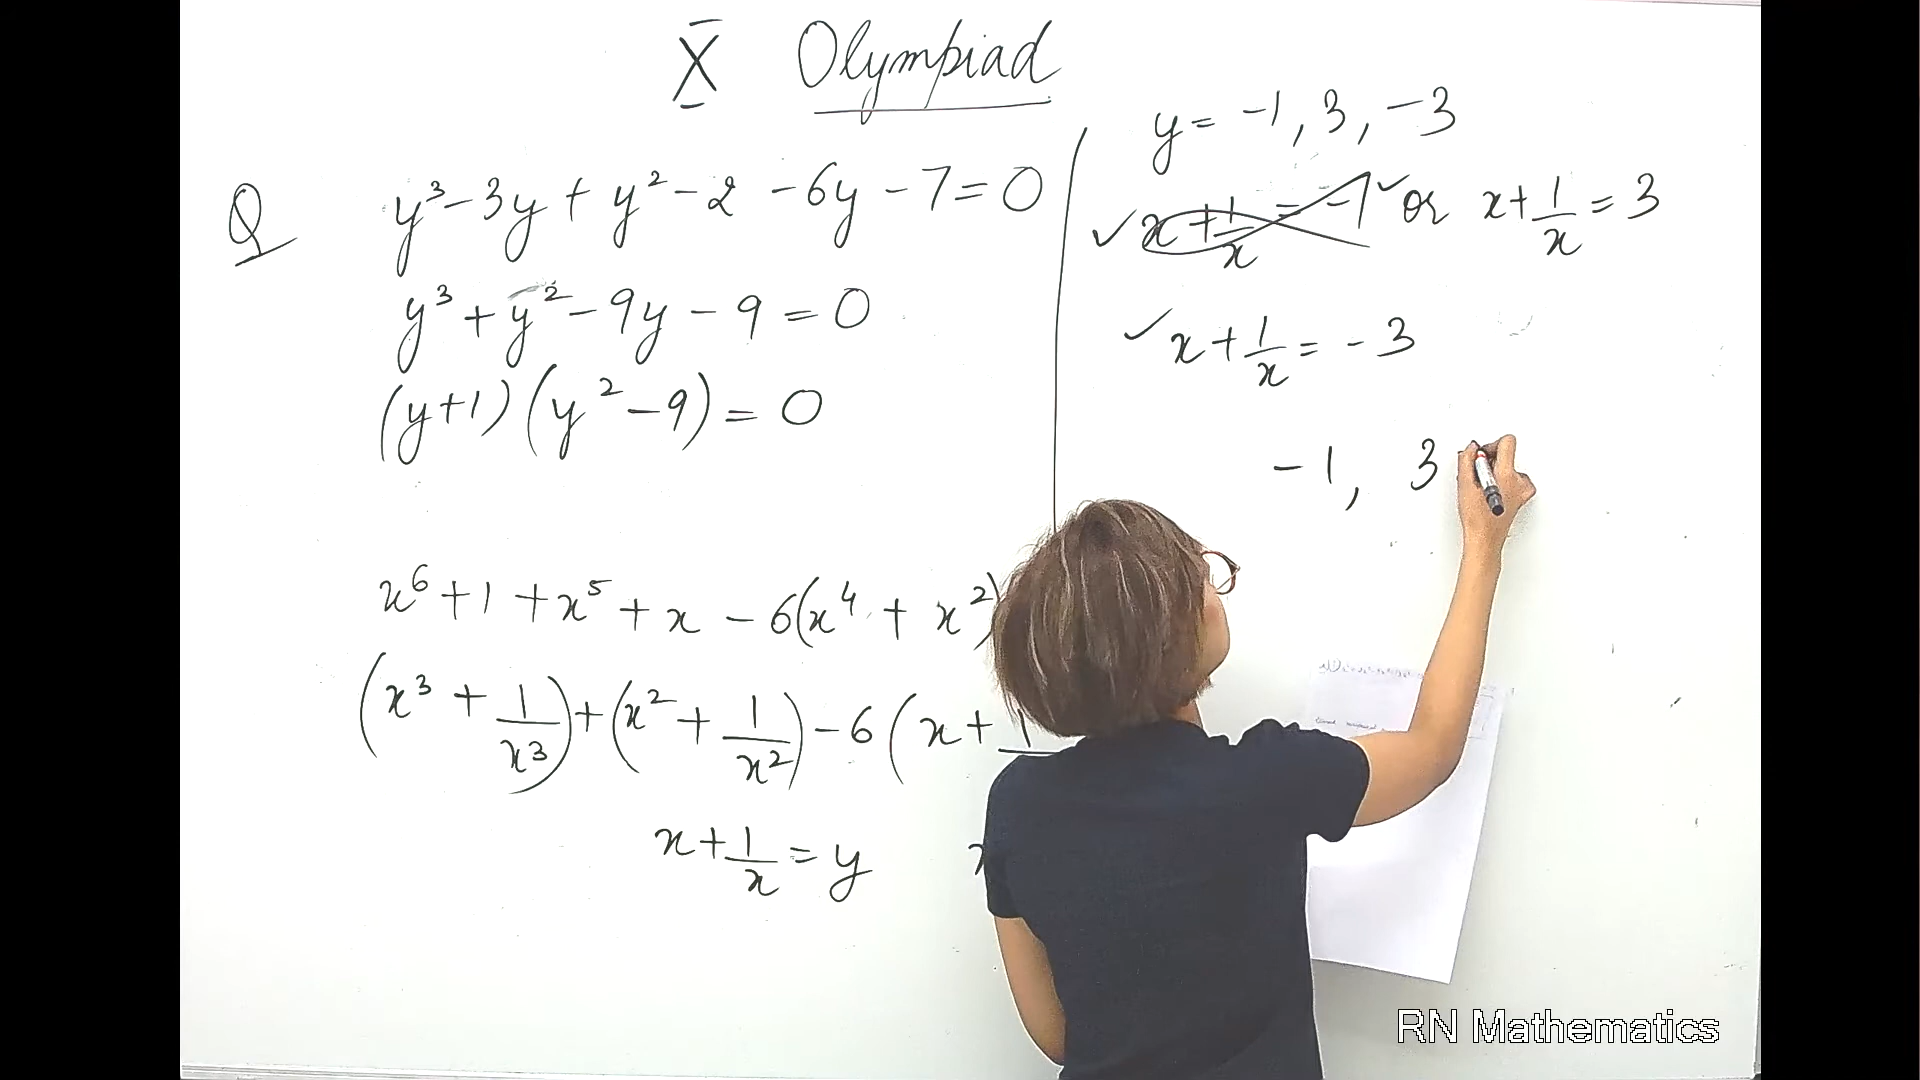 X Olympiad
Q y³ - 3y + y² - 2 - 6y - 7 = 0
y³ + y² - 9y - 9 = 0
(y+1)(y² - 9) = 0
x⁶ + 1 + x⁵ + x - 6(x⁴ + x²)
(x³ + 1/x³) + (x² + 1/x²) - 6(x + 1
x + 1/x = y
y = -1, 3, -3
✓ x + 1/x = -1 ✓ or x + 1/x = 3
✓ x + 1/x = -3
-1, 3
RN Mathematics